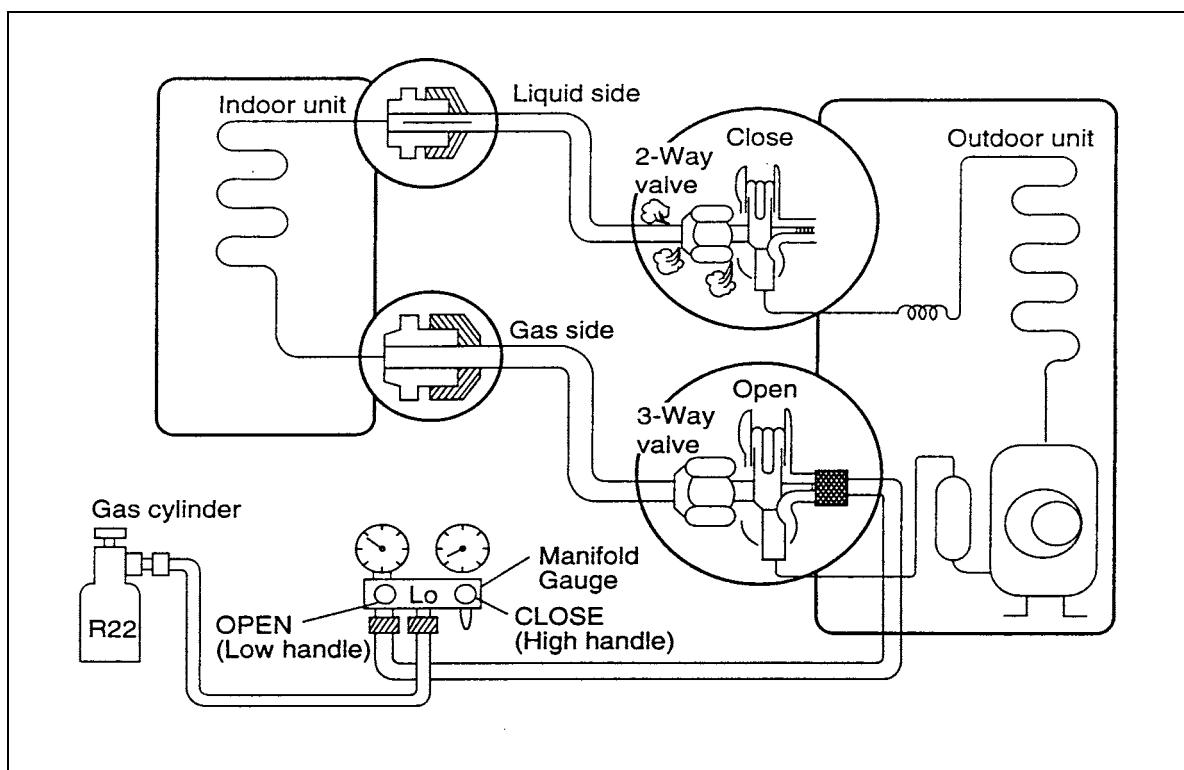 Indoor unit
Liquid side
2-Way
valve
Close
Outdoor unit
Gas side
3-Way
valve
Open
Gas cylinder
R22
Lo
Manifold
Gauge
OPEN
(Low handle)
CLOSE
(High handle)